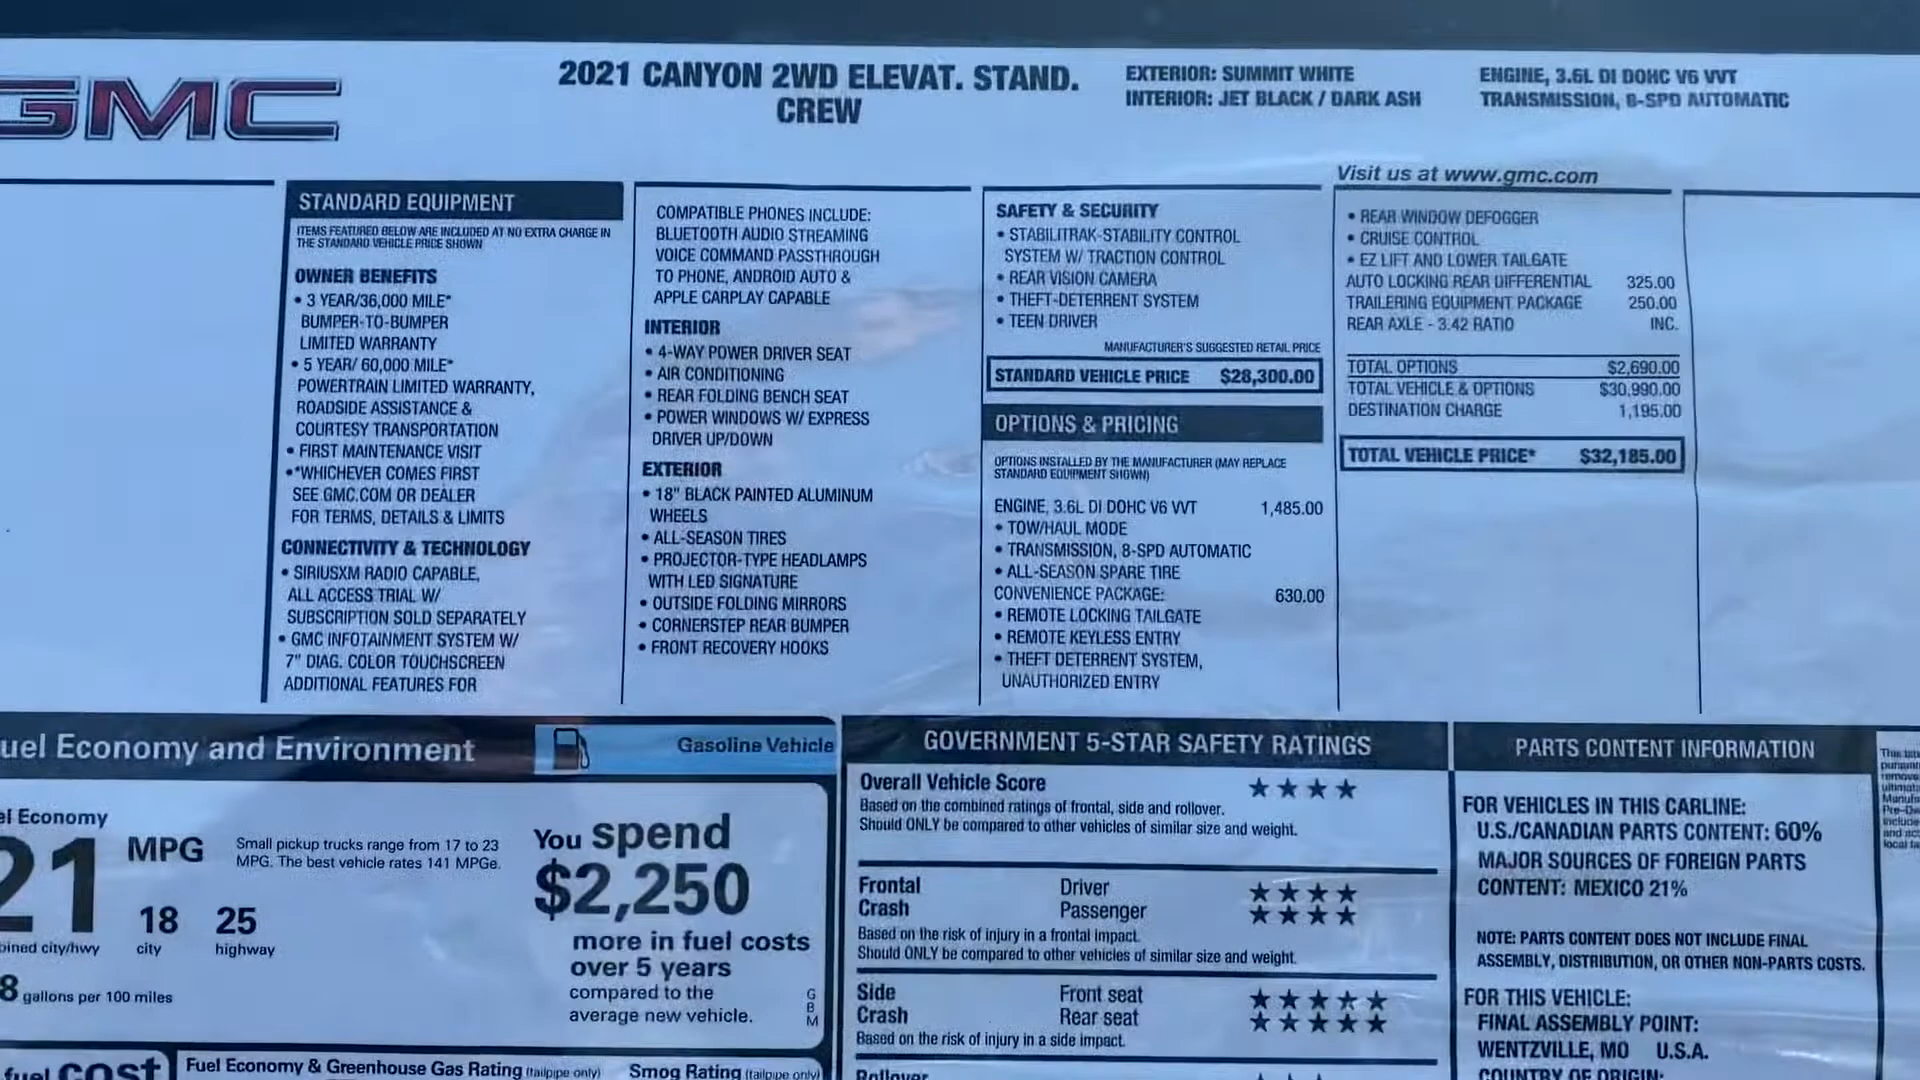 GMC
2021 CANYON 2WD ELEVAT. STAND.
CREW
EXTERIOR: SUMMIT WHITE
INTERIOR: JET BLACK / DARK ASH
ENGINE, 3.6L DI DOHC V6 VVT
TRANSMISSION, 8-SPD AUTOMATIC
Visit us at www.gmc.com
STANDARD EQUIPMENT
ITEMS FEATURED BELOW ARE INCLUDED AT NO EXTRA CHARGE IN
THE STANDARD VEHICLE PRICE SHOWN
OWNER BENEFITS
• 3 YEAR/36,000 MILE*
BUMPER-TO-BUMPER
LIMITED WARRANTY
• 5 YEAR/ 60,000 MILE*
POWERTRAIN LIMITED WARRANTY,
ROADSIDE ASSISTANCE &
COURTESY TRANSPORTATION
• FIRST MAINTENANCE VISIT
•*WHICHEVER COMES FIRST
SEE GMC.COM OR DEALER
FOR TERMS, DETAILS & LIMITS
CONNECTIVITY & TECHNOLOGY
• SIRIUSXM RADIO CAPABLE,
ALL ACCESS TRIAL W/
SUBSCRIPTION SOLD SEPARATELY
• GMC INFOTAINMENT SYSTEM W/
7" DIAG. COLOR TOUCHSCREEN
ADDITIONAL FEATURES FOR
COMPATIBLE PHONES INCLUDE:
BLUETOOTH AUDIO STREAMING
VOICE COMMAND PASSTHROUGH
TO PHONE, ANDROID AUTO &
APPLE CARPLAY CAPABLE
INTERIOR
• 4-WAY POWER DRIVER SEAT
• AIR CONDITIONING
• REAR FOLDING BENCH SEAT
• POWER WINDOWS W/ EXPRESS
DRIVER UP/DOWN
EXTERIOR
• 18" BLACK PAINTED ALUMINUM
WHEELS
• ALL-SEASON TIRES
• PROJECTOR-TYPE HEADLAMPS
WITH LED SIGNATURE
• OUTSIDE FOLDING MIRRORS
• CORNERSTEP REAR BUMPER
• FRONT RECOVERY HOOKS
SAFETY & SECURITY
• STABILITRAK-STABILITY CONTROL
SYSTEM W/ TRACTION CONTROL
• REAR VISION CAMERA
• THEFT-DETERRENT SYSTEM
• TEEN DRIVER
MANUFACTURER'S SUGGESTED RETAIL PRICE
STANDARD VEHICLE PRICE $28,300.00
OPTIONS & PRICING
OPTIONS INSTALLED BY THE MANUFACTURER (MAY REPLACE
STANDARD EQUIPMENT SHOWN)
ENGINE, 3.6L DI DOHC V6 VVT 1,485.00
• TOW/HAUL MODE
• TRANSMISSION, 8-SPD AUTOMATIC
• ALL-SEASON SPARE TIRE
CONVENIENCE PACKAGE: 630.00
• REMOTE LOCKING TAILGATE
• REMOTE KEYLESS ENTRY
• THEFT DETERRENT SYSTEM,
UNAUTHORIZED ENTRY
• REAR WINDOW DEFOGGER
• CRUISE CONTROL
• EZ LIFT AND LOWER TAILGATE
AUTO LOCKING REAR DIFFERENTIAL 325.00
TRAILERING EQUIPMENT PACKAGE 250.00
REAR AXLE - 3.42 RATIO INC.
TOTAL OPTIONS $2,690.00
TOTAL VEHICLE & OPTIONS $30,990.00
DESTINATION CHARGE 1,195.00
TOTAL VEHICLE PRICE* $32,185.00
uel Economy and Environment
Gasoline Vehicle
el Economy
21 MPG
Small pickup trucks range from 17 to 23
MPG. The best vehicle rates 141 MPGe.
18 25
bined city/hwy city highway
8 gallons per 100 miles
You spend
$2,250
more in fuel costs
over 5 years
compared to the
average new vehicle.
G
B
M
fuel cost
Fuel Economy & Greenhouse Gas Rating (tailpipe only)
Smog Rating (tailpipe only)
GOVERNMENT 5-STAR SAFETY RATINGS
Overall Vehicle Score ★★★★
Based on the combined ratings of frontal, side and rollover.
Should ONLY be compared to other vehicles of similar size and weight.
Frontal Driver ★★★★
Crash Passenger ★★★★
Based on the risk of injury in a frontal impact.
Should ONLY be compared to other vehicles of similar size and weight.
Side Front seat ★★★★★
Crash Rear seat ★★★★★
Based on the risk of injury in a side impact.
Rollover
PARTS CONTENT INFORMATION
FOR VEHICLES IN THIS CARLINE:
U.S./CANADIAN PARTS CONTENT: 60%
MAJOR SOURCES OF FOREIGN PARTS
CONTENT: MEXICO 21%
NOTE: PARTS CONTENT DOES NOT INCLUDE FINAL
ASSEMBLY, DISTRIBUTION, OR OTHER NON-PARTS COSTS.
FOR THIS VEHICLE:
FINAL ASSEMBLY POINT:
WENTZVILLE, MO U.S.A.
COUNTRY OF ORIGIN: